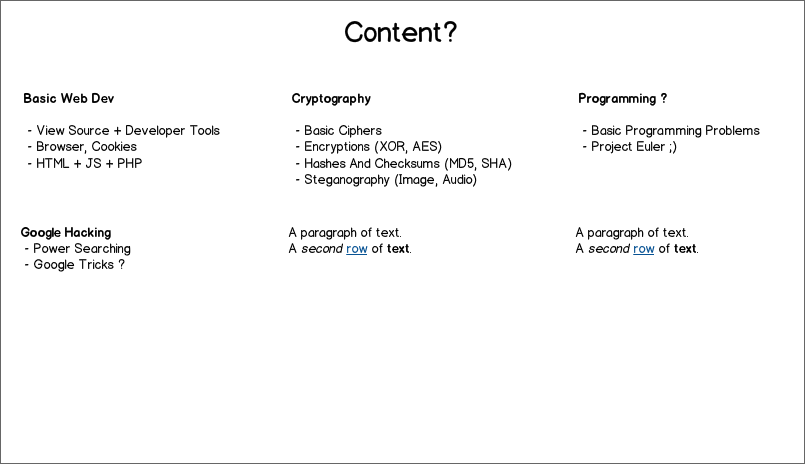 Content?
Basic Web Dev
- View Source + Developer Tools
- Browser, Cookies
- HTML + JS + PHP
Cryptography
- Basic Ciphers
- Encryptions (XOR, AES)
- Hashes And Checksums (MD5, SHA)
- Steganography (Image, Audio)
Programming ?
- Basic Programming Problems
- Project Euler ;)
Google Hacking
- Power Searching
- Google Tricks ?
A paragraph of text.
A second row of text.
A paragraph of text.
A second row of text.